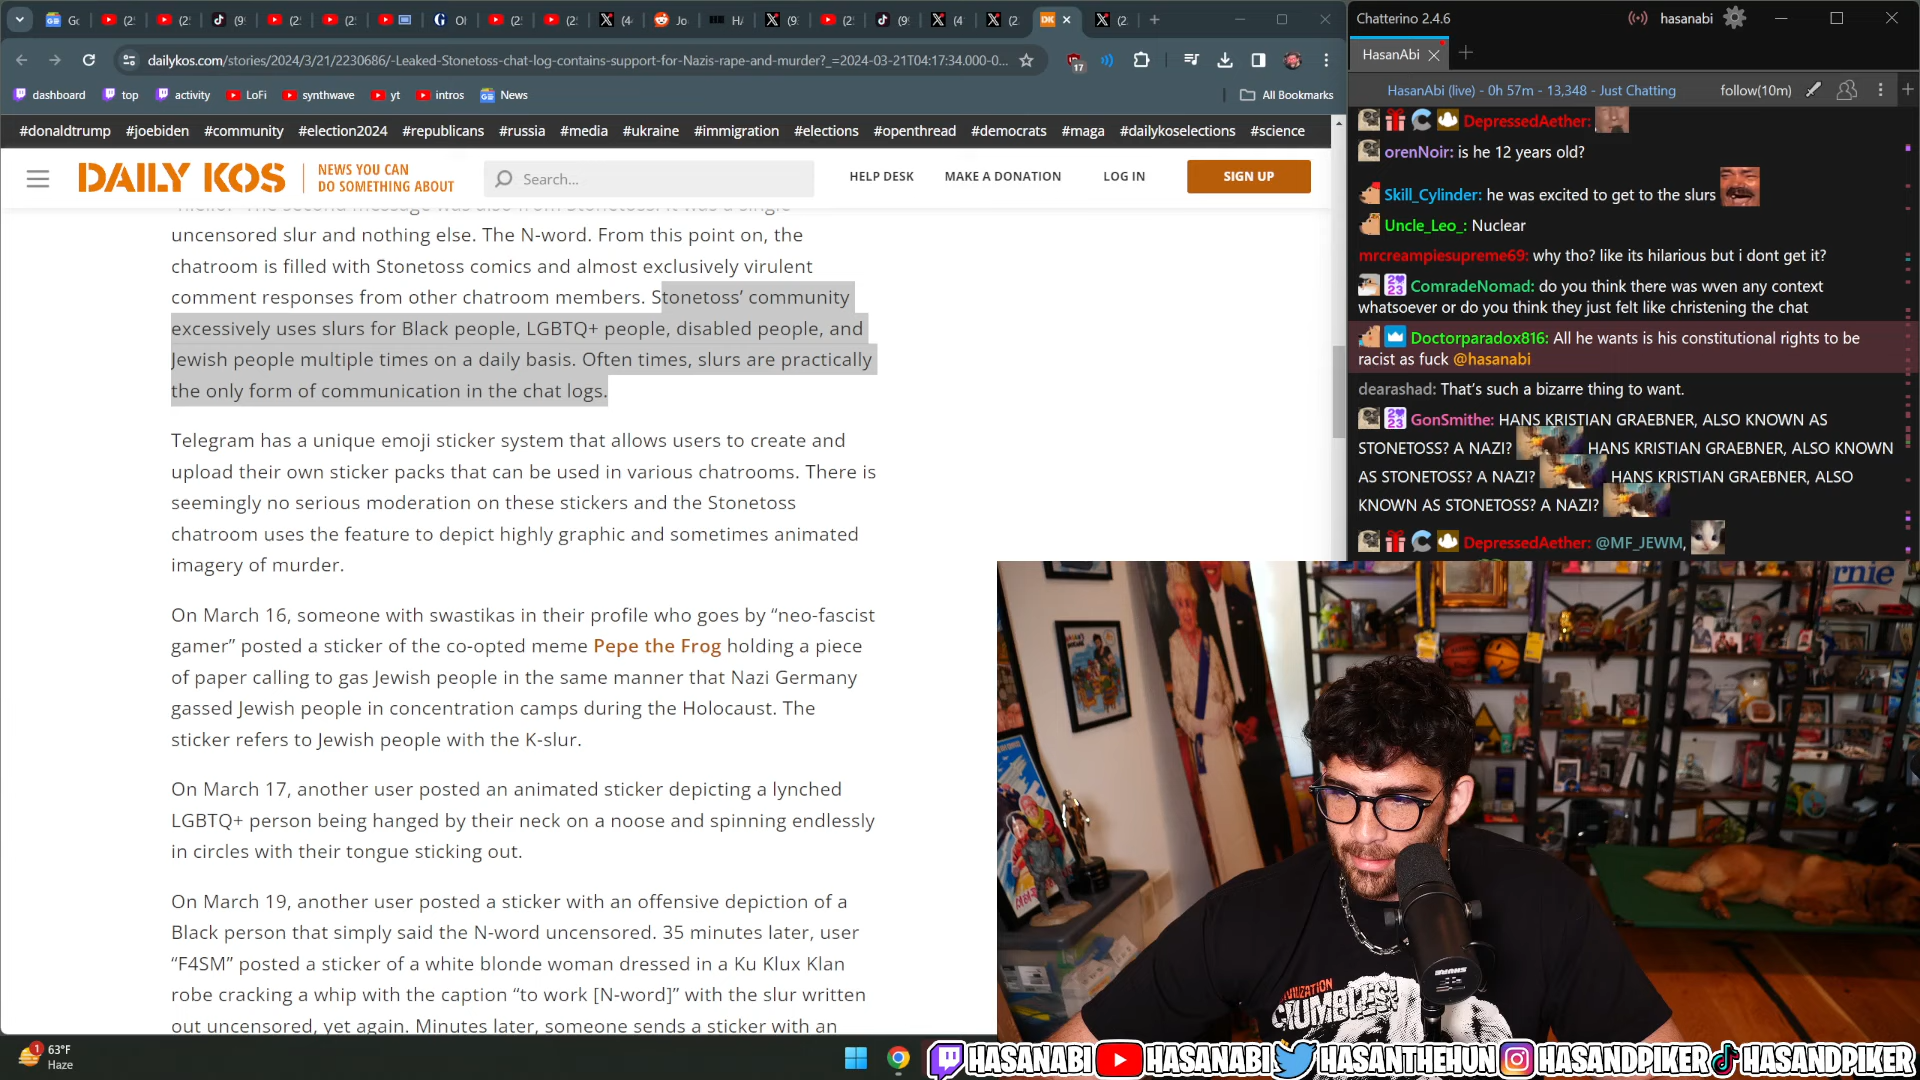 Chatterino 2.4.6
hasanabi
dailykos.com/stories/2024/3/21/2230686/-Leaked-Stonetoss-chat-log-contains-support-for-Nazis-rape-and-murder?_=2024-03-21T04:17:34.000-0...
17
HasanAbi
dashboard
top
activity
LoFi
synthwave
yt
intros
News
All Bookmarks
HasanAbi (live) - 0h 57m - 13,348 - Just Chatting
follow(10m)
#donaldtrump #joebiden #community #election2024 #republicans #russia #media #ukraine #immigration #elections #openthread #democrats #maga #dailykoselections #science
DAILY KOS
NEWS YOU CAN
DO SOMETHING ABOUT
Search...
HELP DESK
MAKE A DONATION
LOG IN
SIGN UP
uncensored slur and nothing else. The N-word. From this point on, the
chatroom is filled with Stonetoss comics and almost exclusively virulent
comment responses from other chatroom members. Stonetoss’ community
excessively uses slurs for Black people, LGBTQ+ people, disabled people, and
Jewish people multiple times on a daily basis. Often times, slurs are practically
the only form of communication in the chat logs.
Telegram has a unique emoji sticker system that allows users to create and
upload their own sticker packs that can be used in various chatrooms. There is
seemingly no serious moderation on these stickers and the Stonetoss
chatroom uses the feature to depict highly graphic and sometimes animated
imagery of murder.
On March 16, someone with swastikas in their profile who goes by “neo-fascist
gamer” posted a sticker of the co-opted meme Pepe the Frog holding a piece
of paper calling to gas Jewish people in the same manner that Nazi Germany
gassed Jewish people in concentration camps during the Holocaust. The
sticker refers to Jewish people with the K-slur.
On March 17, another user posted an animated sticker depicting a lynched
LGBTQ+ person being hanged by their neck on a noose and spinning endlessly
in circles with their tongue sticking out.
On March 19, another user posted a sticker with an offensive depiction of a
Black person that simply said the N-word uncensored. 35 minutes later, user
“F4SM” posted a sticker of a white blonde woman dressed in a Ku Klux Klan
robe cracking a whip with the caption “to work [N-word]” with the slur written
out uncensored, yet again. Minutes later, someone sends a sticker with an
DepressedAether:
orenNoir: is he 12 years old?
Skill_Cylinder: he was excited to get to the slurs
Uncle_Leo_: Nuclear
mrcreampiesupreme69: why tho? like its hilarious but i dont get it?
2023 ComradeNomad: do you think there was wven any context
whatsoever or do you think they just felt like christening the chat
Doctorparadox816: All he wants is his constitutional rights to be
racist as fuck @hasanabi
dearashad: That’s such a bizarre thing to want.
2023 GonSmithe: HANS KRISTIAN GRAEBNER, ALSO KNOWN AS
STONETOSS? A NAZI? HANS KRISTIAN GRAEBNER, ALSO KNOWN
AS STONETOSS? A NAZI? HANS KRISTIAN GRAEBNER, ALSO
KNOWN AS STONETOSS? A NAZI?
DepressedAether: @MF_JEWM,
rnie
CIVILIZATION
CRUMBLES!
1
63°F
Haze
HASANABI HASANABI HASANTHEHUN HASANDPIKER HASANDPIKER